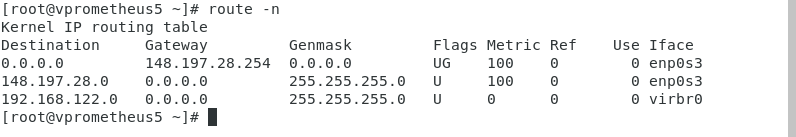 [root@vprometheus5 ~]# route -n
Kernel IP routing table
Destination     Gateway         Genmask         Flags Metric Ref    Use Iface
0.0.0.0         148.197.28.254  0.0.0.0         UG    100    0        0 enp0s3
148.197.28.0    0.0.0.0         255.255.255.0   U     100    0        0 enp0s3
192.168.122.0   0.0.0.0         255.255.255.0   U     0      0        0 virbr0
[root@vprometheus5 ~]#